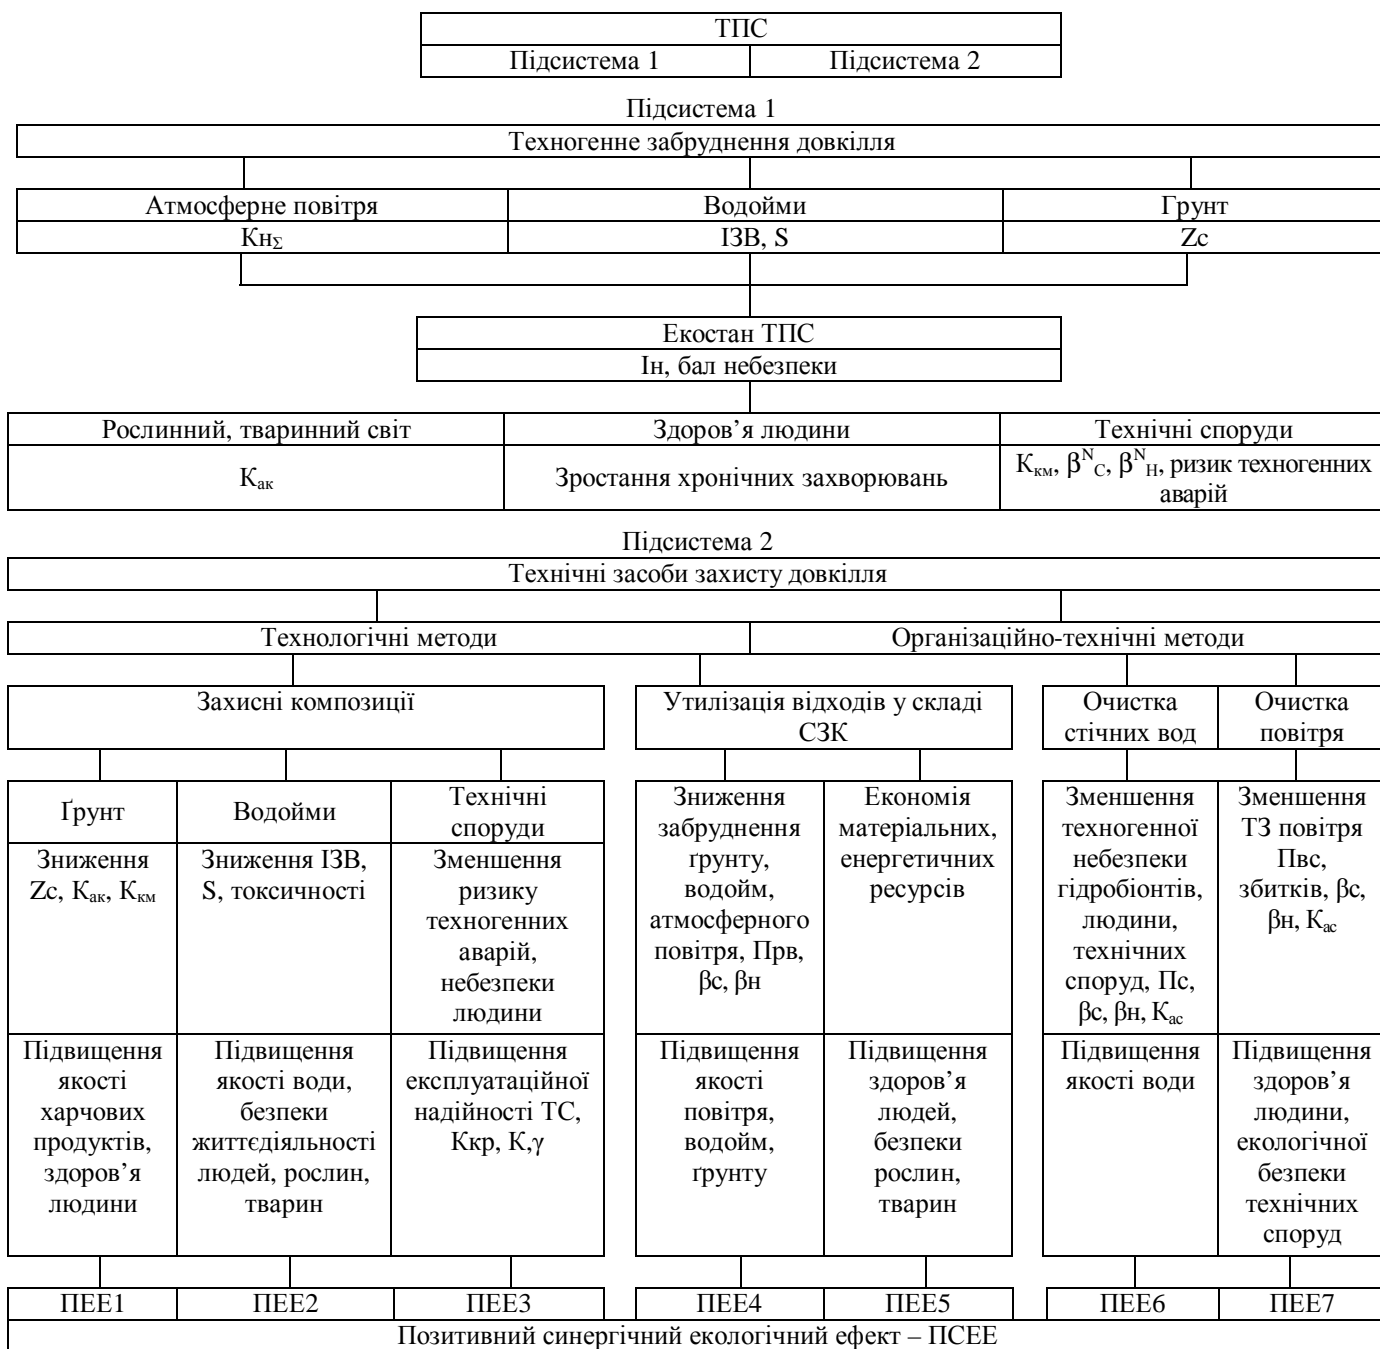 ТПС
Підсистема 1
Підсистема 2
Підсистема 1
Техногенне забруднення довкілля
Атмосферне повітря
Водойми
Грунт
КнΣ
ІЗВ, S
Zc
Екостан ТПС
Ін, бал небезпеки
Рослинний, тваринний світ
Здоров’я людини
Технічні споруди
Как
Зростання хронічних захворювань
Ккм, βNС, βNН, ризик техногенних
аварій
Підсистема 2
Технічні засоби захисту довкілля
Технологічні методи
Організаційно-технічні методи
Захисні композиції
Утилізація відходів у складі
СЗК
Очистка
стічних вод
Очистка
повітря
Ґрунт
Водойми
Технічні
споруди
Зниження
Zc, Как, Ккм
Зниження ІЗВ,
S, токсичності
Зменшення
ризику
техногенних
аварій,
небезпеки
людини
Зниження
забруднення
ґрунту,
водойм,
атмосферного
повітря, Прв,
βс, βн
Економія
матеріальних,
енергетичних
ресурсів
Зменшення
техногенної
небезпеки
гідробіонтів,
людини,
технічних
споруд, Пс,
βс, βн, Кас
Зменшення
ТЗ повітря
Пвс,
збитків, βс,
βн, Кас
Підвищення
якості
харчових
продуктів,
здоров’я
людини
Підвищення
якості води,
безпеки
життєдіяльності
людей, рослин,
тварин
Підвищення
експлуатаційної
надійності ТС,
Ккр, К,γ
Підвищення
якості
повітря,
водойм,
ґрунту
Підвищення
здоров’я
людей,
безпеки
рослин,
тварин
Підвищення
якості води
Підвищення
здоров’я
людини,
екологічної
безпеки
технічних
споруд
ПЕЕ1
ПЕЕ2
ПЕЕ3
ПЕЕ4
ПЕЕ5
ПЕЕ6
ПЕЕ7
Позитивний синергічний екологічний ефект – ПСЕЕ